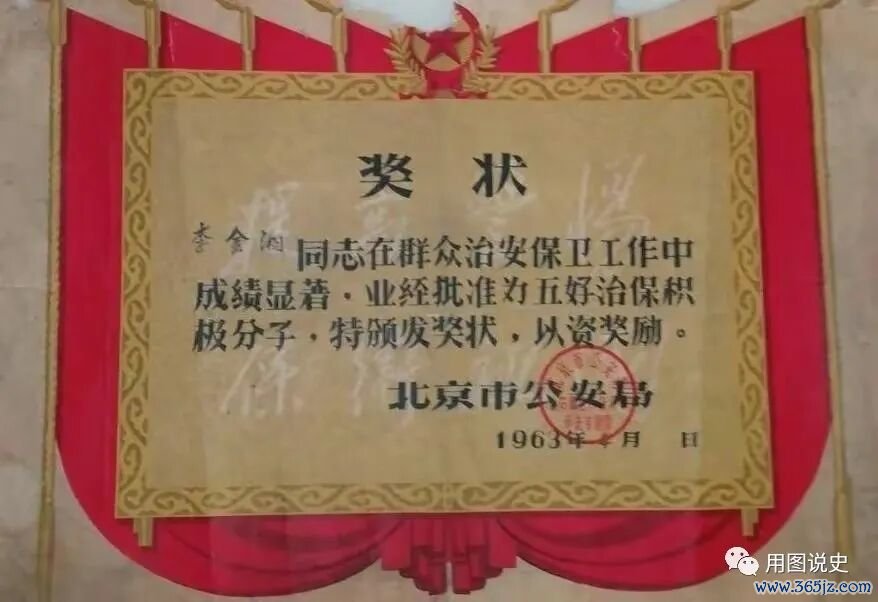 奖状
李金湘同志在群众治安保卫工作中
成绩显著·业经批准为五好治保积
极分子，特颁发奖状，以资奖励。
北京市公安局
1963年 月 日
用图说史
www.365jz.com